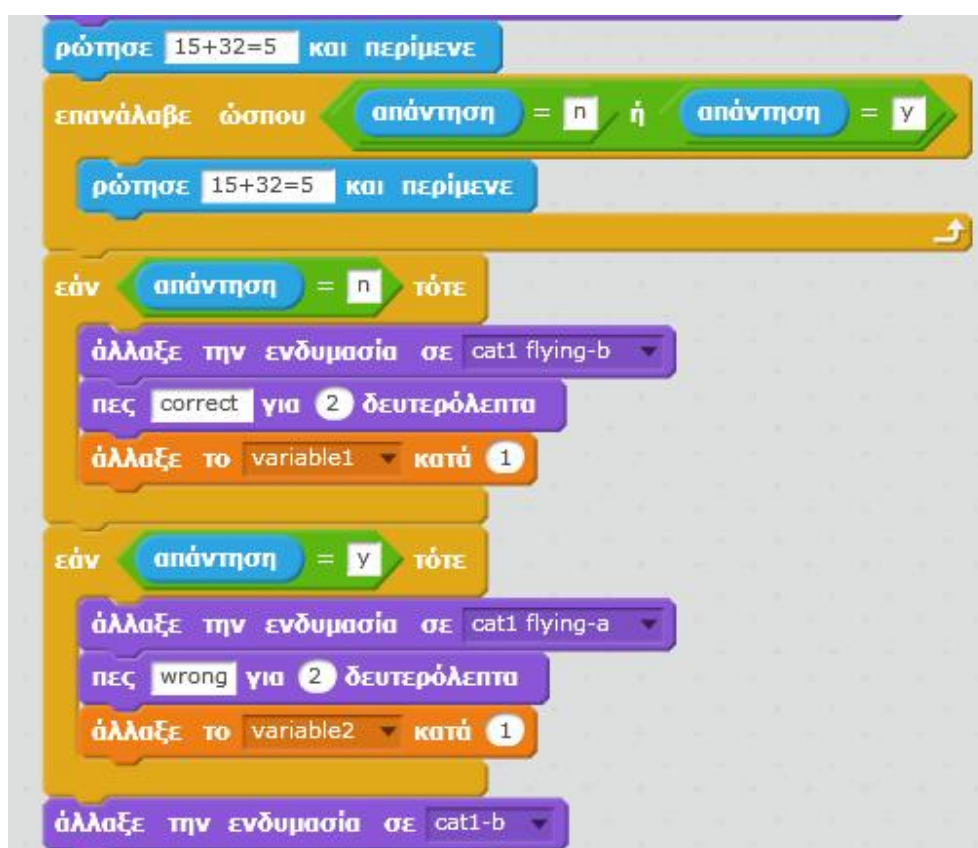 ρώτησε 15+32=5 και περίμενε
επανάλαβε ώσπου απάντηση = n ή απάντηση = y
ρώτησε 15+32=5 και περίμενε
εάν απάντηση = n τότε
άλλαξε την ενδυμασία σε cat1 flying-b
πες correct για 2 δευτερόλεπτα
άλλαξε το variable1 κατά 1
εάν απάντηση = y τότε
άλλαξε την ενδυμασία σε cat1 flying-a
πες wrong για 2 δευτερόλεπτα
άλλαξε το variable2 κατά 1
άλλαξε την ενδυμασία σε cat1-b